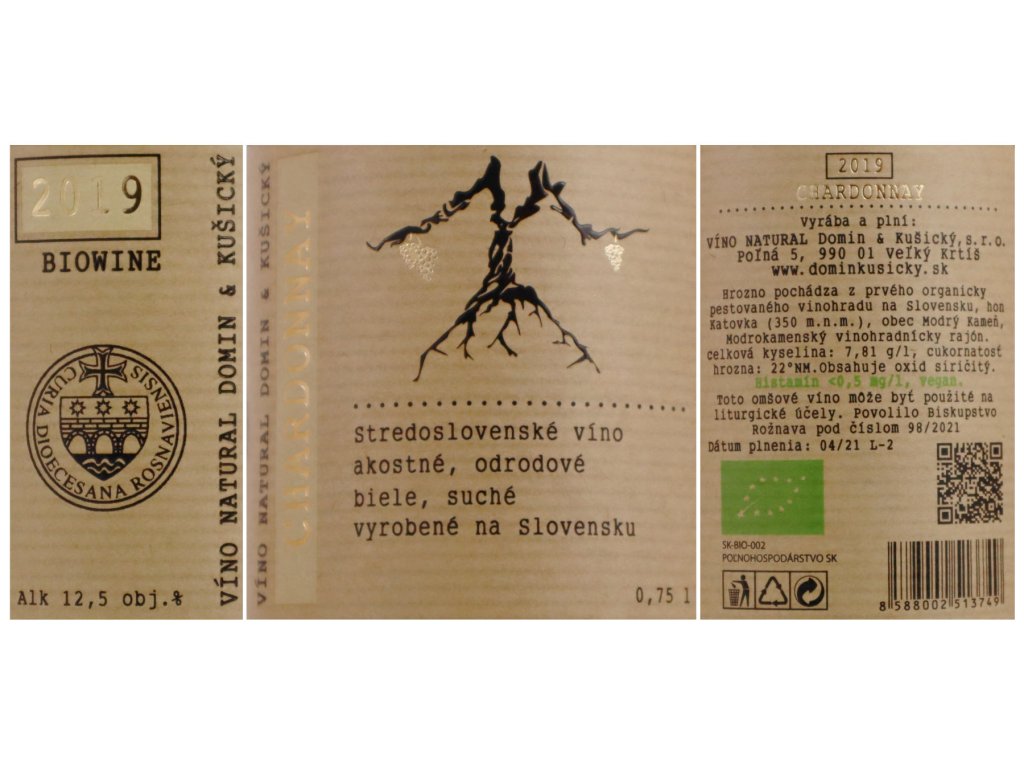 2019
BIOWINE
CURIA DIOECESANA ROSNAVIENSIS
Alk 12,5 obj.%
VÍNO NATURAL DOMIN & KUŠICKÝ
VÍNO NATURAL DOMIN & KUŠICKÝ
CHARDONNAY
stredoslovenské víno
akostné, odrodové
biele, suché
vyrobené na Slovensku
0,75 l
2019
CHARDONNAY
vyrába a plní:
VÍNO NATURAL Domin & Kušický,s.r.o.
Poľná 5, 990 01 Veľký Krtíš
www.dominkusicky.sk
Hrozno pochádza z prvého organicky
pestovaného vinohradu na Slovensku, hon
Katovka (350 m.n.m.), obec Modrý Kameň,
Modrokamenský vinohradnícky rajón.
celková kyselina: 7,81 g/l, cukornatosť
hrozna: 22°NM.Obsahuje oxid siričitý.
Histamín <0,5 mg/l, vegan.
Toto omšové víno môže byť použité na
liturgické účely. Povolilo Biskupstvo
Rožnava pod číslom 98/2021
Dátum plnenia: 04/21 L-2
SK-BIO-002
POĽNOHOSPODÁRSTVO SK
8 588002 513749